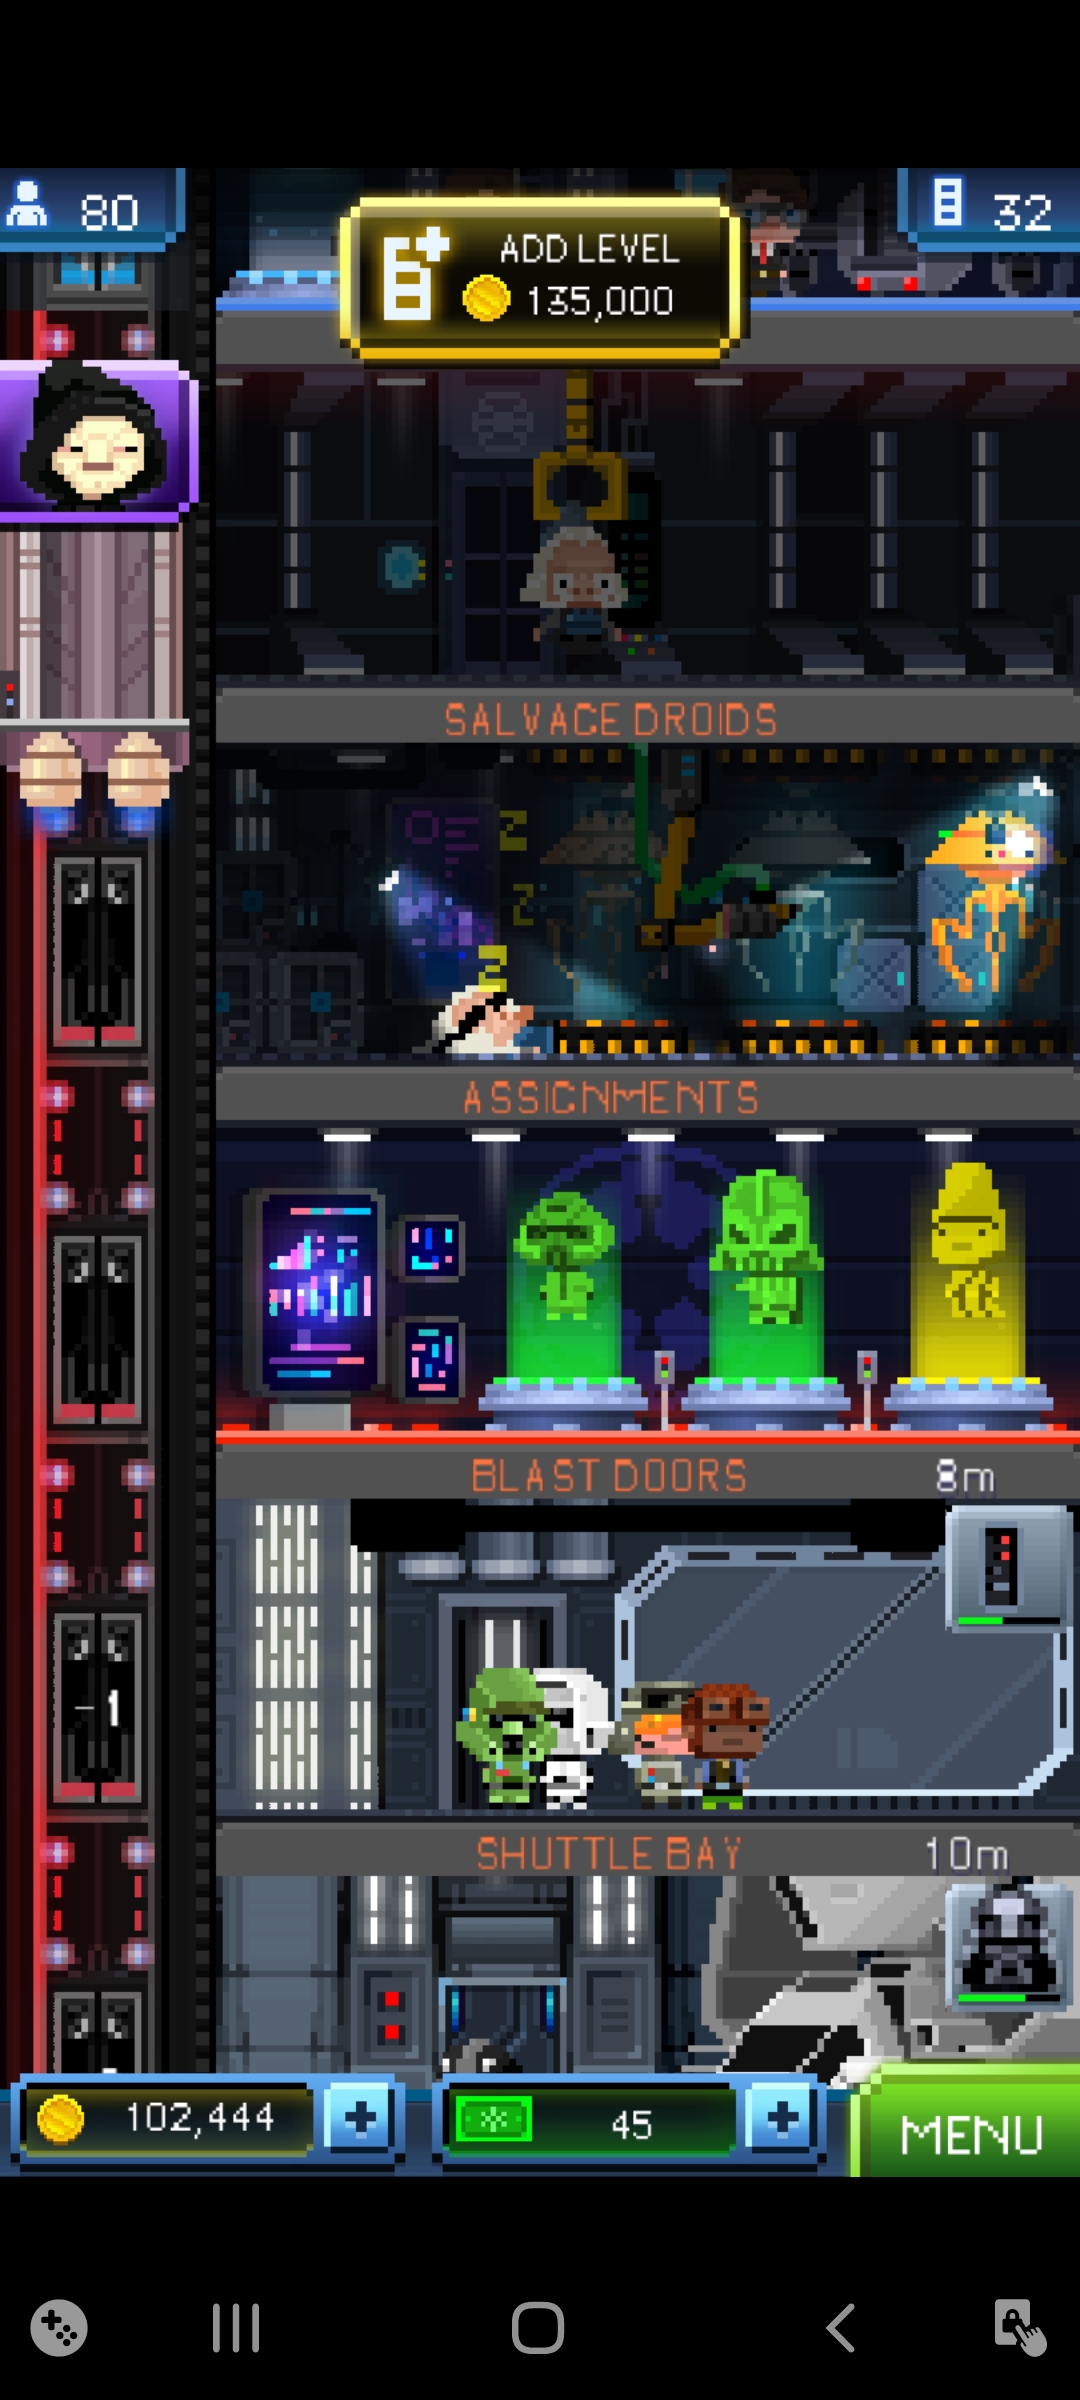 80
ADD LEVEL
135,000
32
SALVAGE DROIDS
Z
Z
Z
ASSIGNMENTS
BLAST DOORS
8m
-1
SHUTTLE BAY
10m
102,444
45
MENU